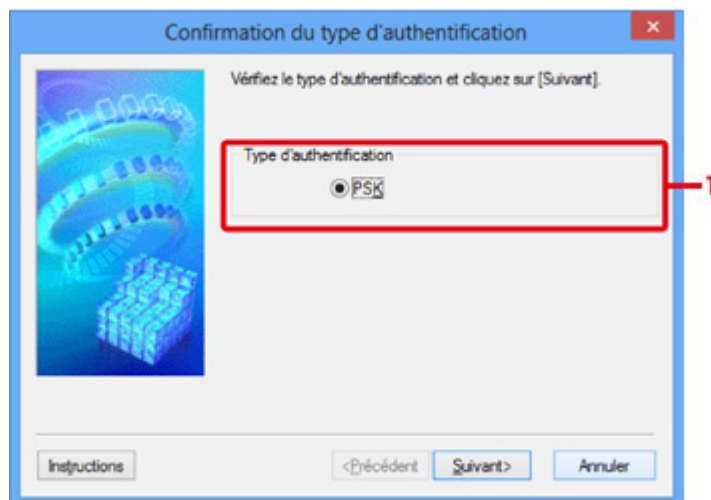 Confirmation du type d'authentification
Vérifiez le type d'authentification et cliquez sur [Suivant].
Type d'authentification
PSK
1
Instructions
<Précédent
Suivant>
Annuler